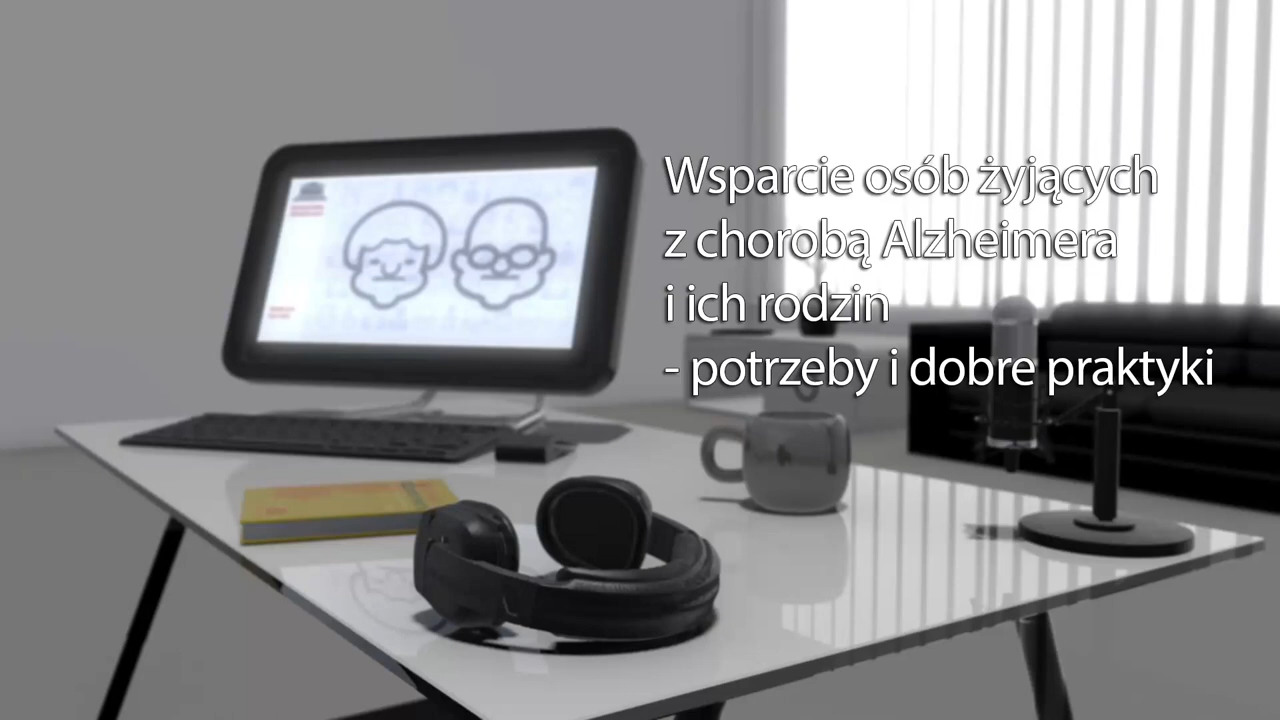 Wsparcie osób żyjących
z chorobą Alzheimera
i ich rodzin
- potrzeby i dobre praktyki